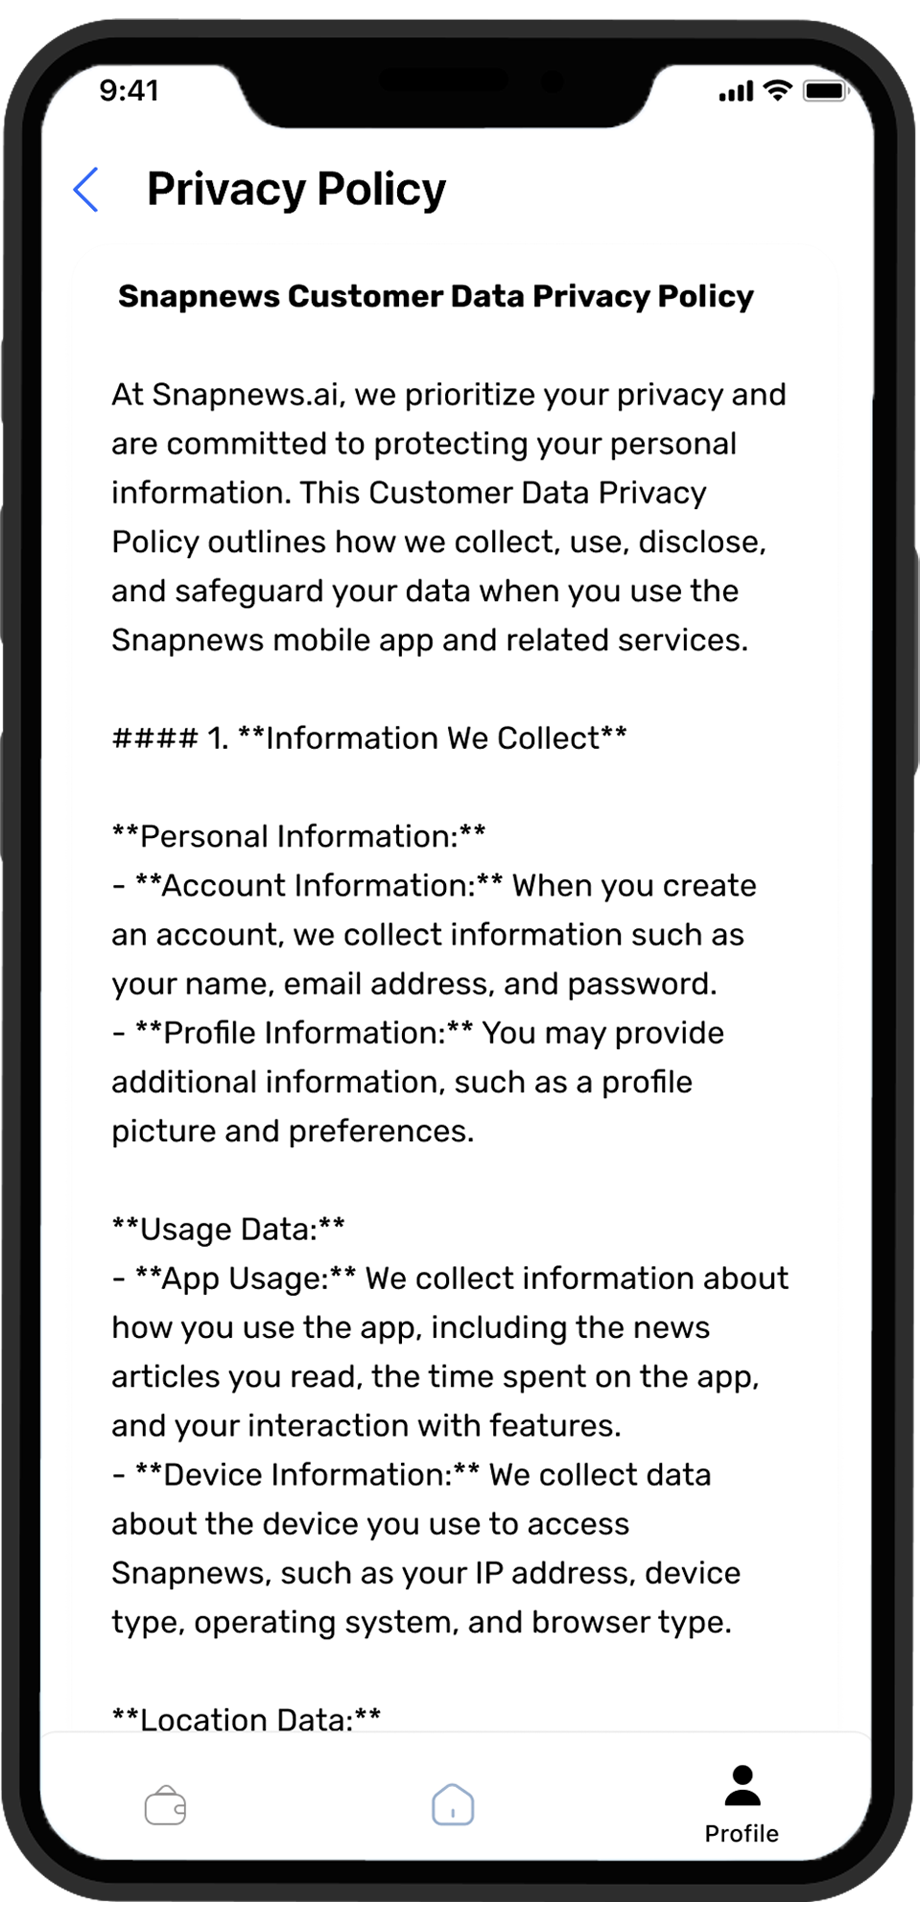 9:41
Privacy Policy
Snapnews Customer Data Privacy Policy
At Snapnews.ai, we prioritize your privacy and
are committed to protecting your personal
information. This Customer Data Privacy
Policy outlines how we collect, use, disclose,
and safeguard your data when you use the
Snapnews mobile app and related services.
#### 1. **Information We Collect**
**Personal Information:**
- **Account Information:** When you create
an account, we collect information such as
your name, email address, and password.
- **Profile Information:** You may provide
additional information, such as a profile
picture and preferences.
**Usage Data:**
- **App Usage:** We collect information about
how you use the app, including the news
articles you read, the time spent on the app,
and your interaction with features.
- **Device Information:** We collect data
about the device you use to access
Snapnews, such as your IP address, device
type, operating system, and browser type.
**Location Data:**
Profile